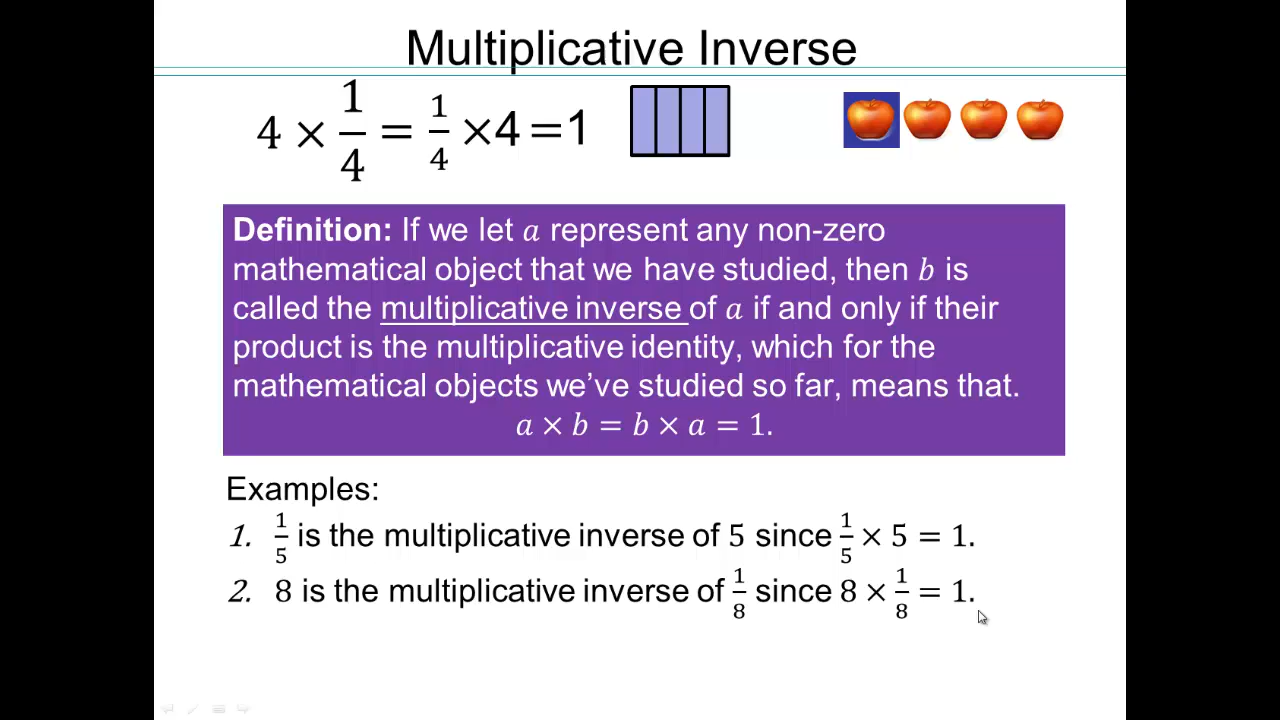 Multiplicative Inverse
4 × 1/4 = 1/4 ×4 =1
Definition: If we let a represent any non-zero
mathematical object that we have studied, then b is
called the multiplicative inverse of a if and only if their
product is the multiplicative identity, which for the
mathematical objects we’ve studied so far, means that.
a × b = b × a = 1.
Examples:
1. 1/5 is the multiplicative inverse of 5 since 1/5 × 5 = 1.
2. 8 is the multiplicative inverse of 1/8 since 8 × 1/8 = 1.